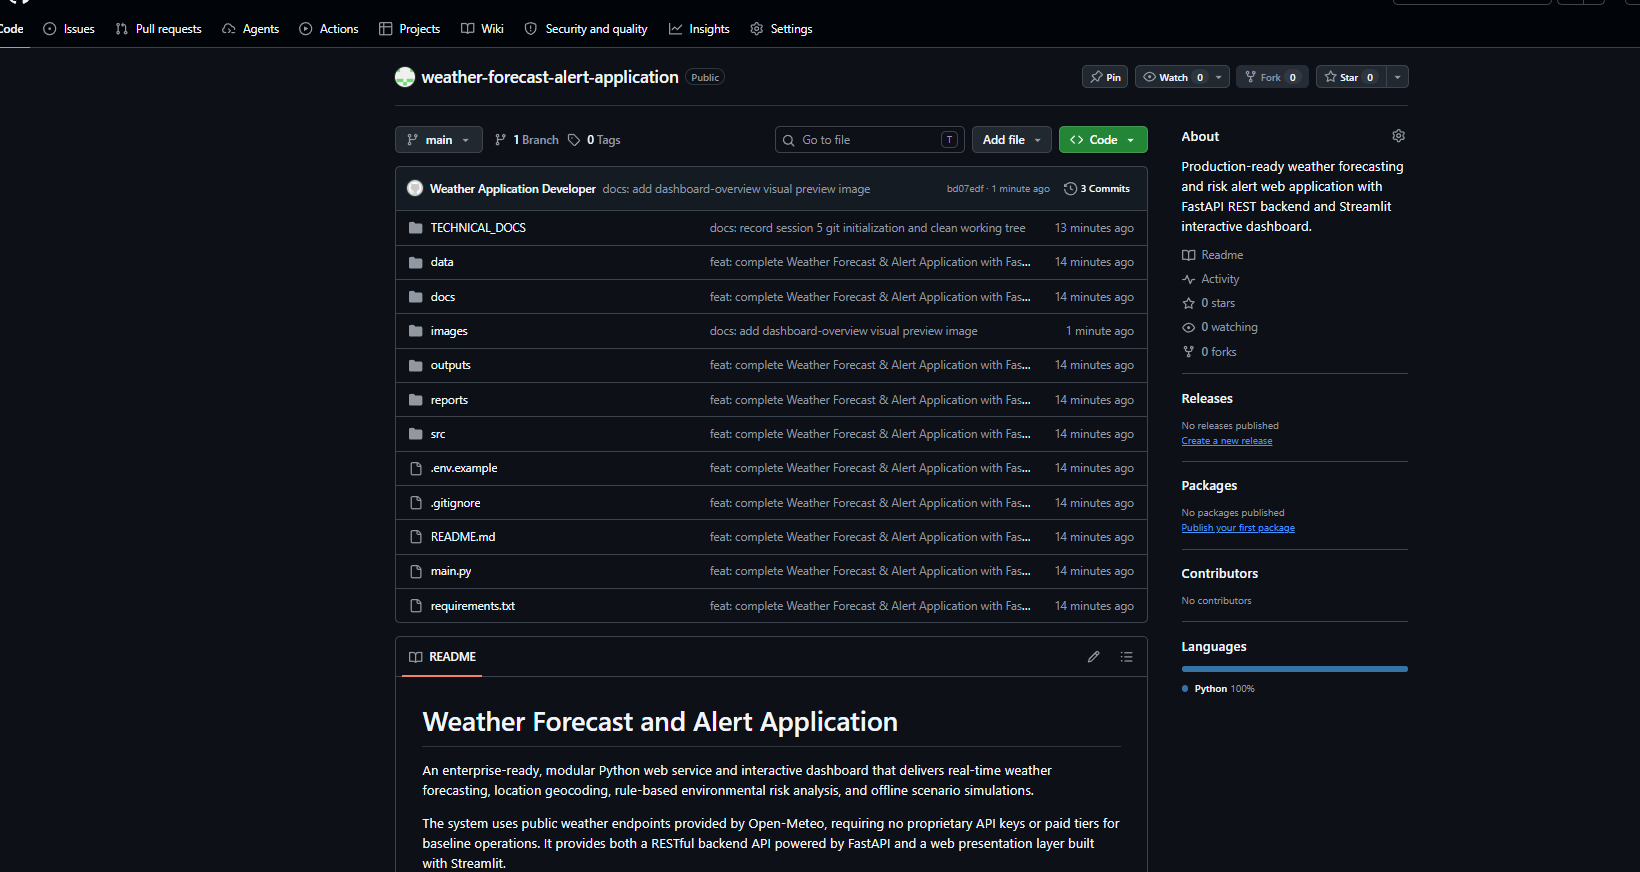 Code Issues Pull requests Agents Actions Projects Wiki Security and quality Insights Settings
weather-forecast-alert-application Public
Pin Watch 0 Fork 0 Star 0
main 1 Branch 0 Tags Go to file T Add file Code
Weather Application Developer docs: add dashboard-overview visual preview image bd07edf · 1 minute ago 3 Commits
TECHNICAL_DOCS docs: record session 5 git initialization and clean working tree 13 minutes ago
data feat: complete Weather Forecast & Alert Application with Fas... 14 minutes ago
docs feat: complete Weather Forecast & Alert Application with Fas... 14 minutes ago
images docs: add dashboard-overview visual preview image 1 minute ago
outputs feat: complete Weather Forecast & Alert Application with Fas... 14 minutes ago
reports feat: complete Weather Forecast & Alert Application with Fas... 14 minutes ago
src feat: complete Weather Forecast & Alert Application with Fas... 14 minutes ago
.env.example feat: complete Weather Forecast & Alert Application with Fas... 14 minutes ago
.gitignore feat: complete Weather Forecast & Alert Application with Fas... 14 minutes ago
README.md feat: complete Weather Forecast & Alert Application with Fas... 14 minutes ago
main.py feat: complete Weather Forecast & Alert Application with Fas... 14 minutes ago
requirements.txt feat: complete Weather Forecast & Alert Application with Fas... 14 minutes ago
README
Weather Forecast and Alert Application
An enterprise-ready, modular Python web service and interactive dashboard that delivers real-time weather
forecasting, location geocoding, rule-based environmental risk analysis, and offline scenario simulations.
The system uses public weather endpoints provided by Open-Meteo, requiring no proprietary API keys or paid tiers for
baseline operations. It provides both a RESTful backend API powered by FastAPI and a web presentation layer built
with Streamlit.
About
Production-ready weather forecasting
and risk alert web application with
FastAPI REST backend and Streamlit
interactive dashboard.
Readme
Activity
0 stars
0 watching
0 forks
Releases
No releases published
Create a new release
Packages
No packages published
Publish your first package
Contributors
No contributors
Languages
Python 100%